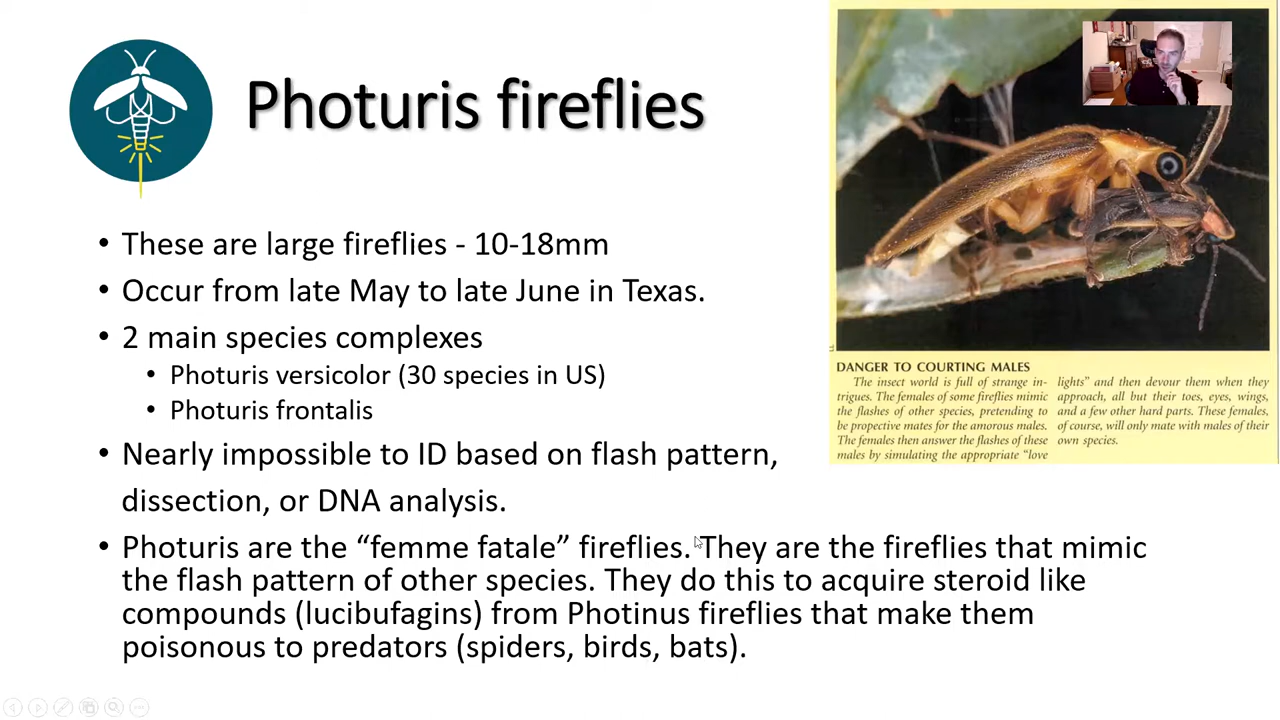 Photuris fireflies
• These are large fireflies - 10-18mm
• Occur from late May to late June in Texas.
• 2 main species complexes
• Photuris versicolor (30 species in US)
• Photuris frontalis
• Nearly impossible to ID based on flash pattern,
dissection, or DNA analysis.
• Photuris are the “femme fatale” fireflies. They are the fireflies that mimic
the flash pattern of other species. They do this to acquire steroid like
compounds (lucibufagins) from Photinus fireflies that make them
poisonous to predators (spiders, birds, bats).
DANGER TO COURTING MALES
The insect world is full of strange in-
trigues. The females of some fireflies mimic
the flashes of other species, pretending to
be propective mates for the amorous males.
The females then answer the flashes of these
males by simulating the appropriate “love
lights” and then devour them when they
approach, all but their toes, eyes, wings,
and a few other hard parts. These females,
of course, will only mate with males of their
own species.